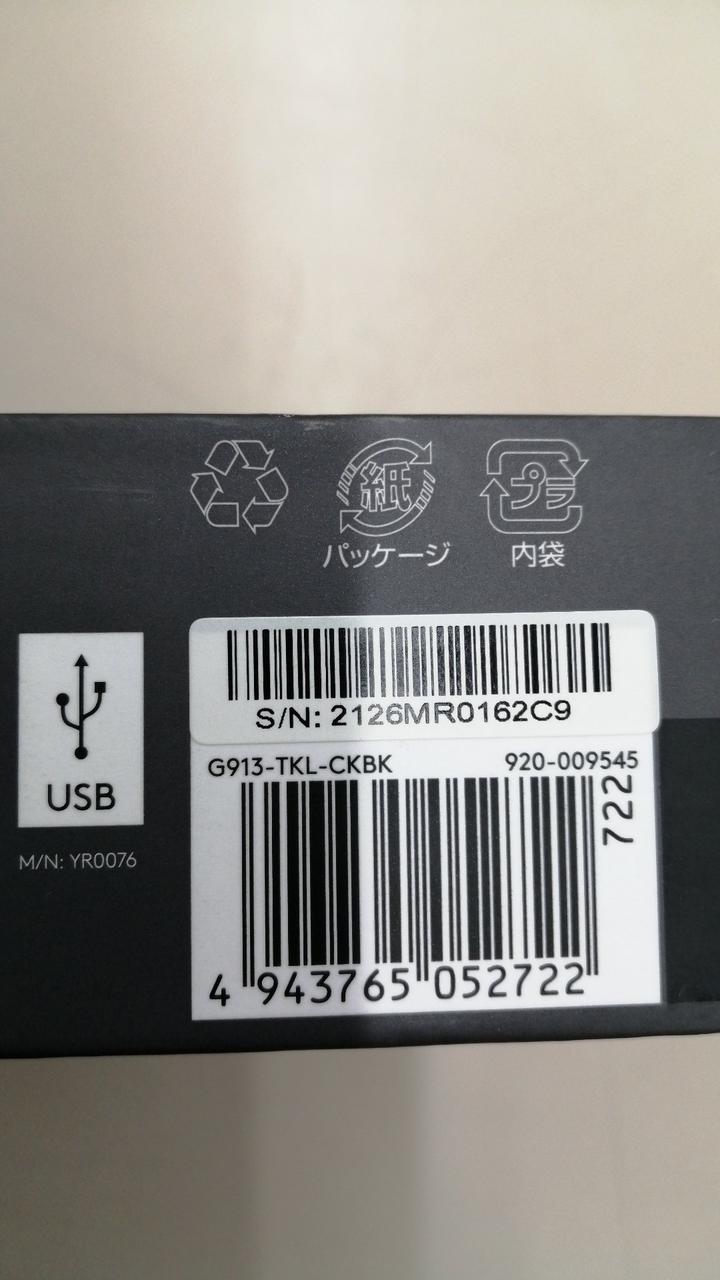 紙
プラ
パッケージ
内袋
S/N: 2126MR0162C9
G913-TKL-CKBK
920-009545
722
USB
M/N: YR0076
4 943765 052722